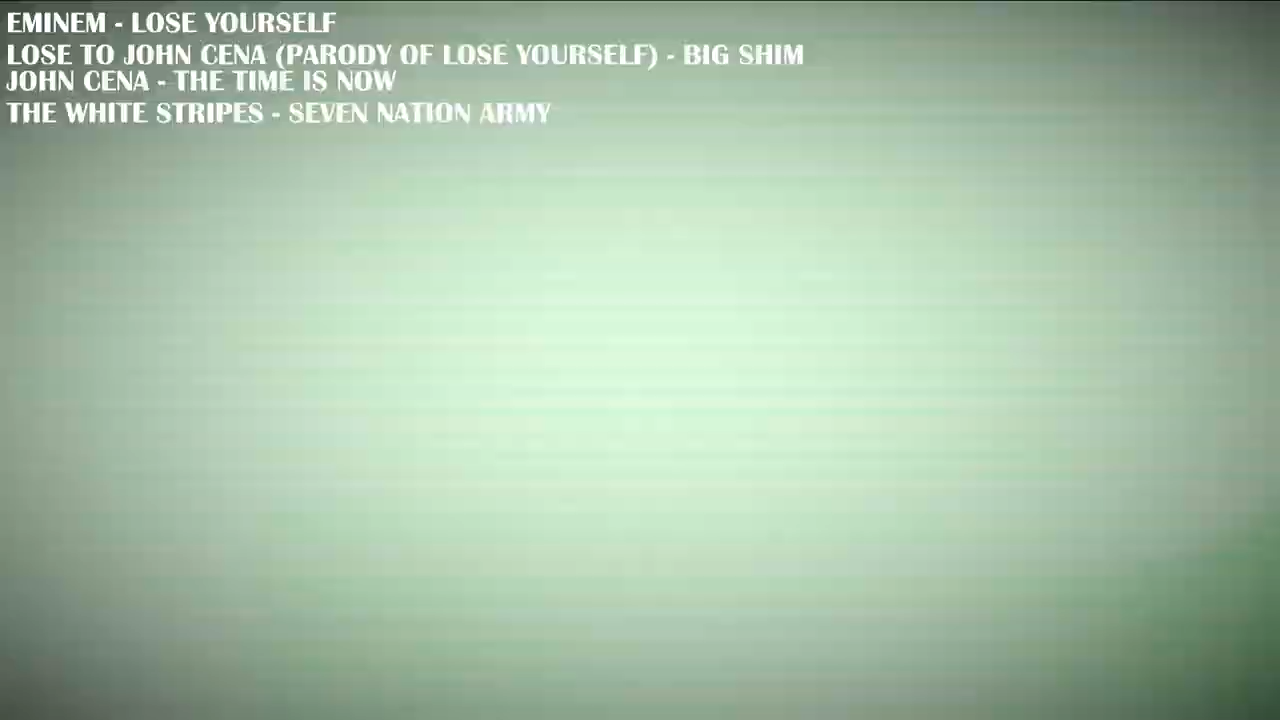 EMINEM - LOSE YOURSELF
LOSE TO JOHN CENA (PARODY OF LOSE YOURSELF) - BIG SHIM
JOHN CENA - THE TIME IS NOW
THE WHITE STRIPES - SEVEN NATION ARMY